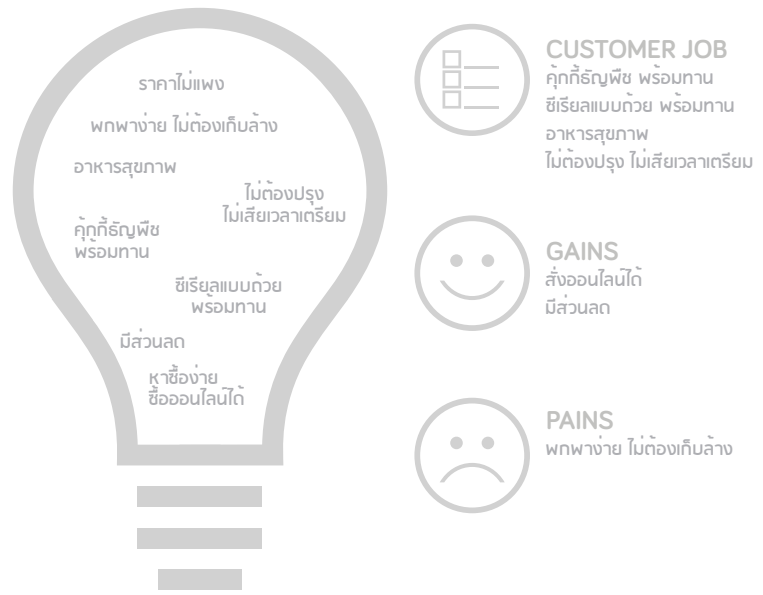 ราคาไม่แพง
พกพาง่าย ไม่ต้องเก็บล้าง
อาหารสุขภาพ
ไม่ต้องปรุง
ไม่เสียเวลาเตรียม
คุ้กกี้ธัญพืช
พร้อมทาน
ซีเรียลแบบถ้วย
พร้อมทาน
มีส่วนลด
หาซื้อง่าย
ซื้อออนไลน์ได้
CUSTOMER JOB
คุ้กกี้ธัญพืช พร้อมทาน
ซีเรียลแบบถ้วย พร้อมทาน
อาหารสุขภาพ
ไม่ต้องปรุง ไม่เสียเวลาเตรียม
GAINS
สั่งออนไลน์ได้
มีส่วนลด
PAINS
พกพาง่าย ไม่ต้องเก็บล้าง